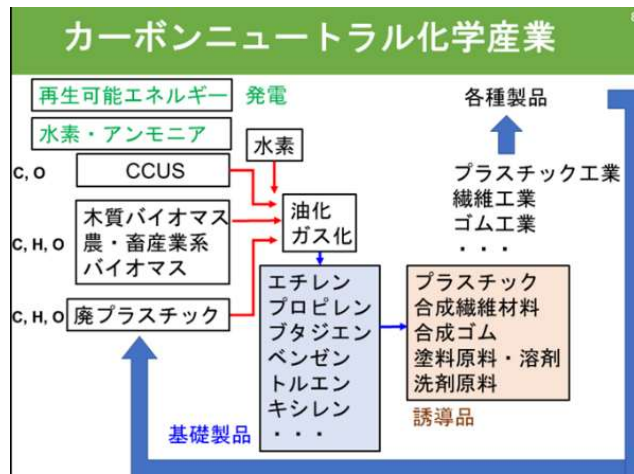 カーボンニュートラル化学産業
再生可能エネルギー
発電
水素・アンモニア
C, O
CCUS
水素
C, H, O
木質バイオマス
農・畜産業系
バイオマス
C, H, O
廃プラスチック
油化
ガス化
エチレン
プロピレン
ブタジエン
ベンゼン
トルエン
キシレン
・・・
基礎製品
各種製品
プラスチック工業
繊維工業
ゴム工業
・・・
プラスチック
合成繊維材料
合成ゴム
塗料原料・溶剤
洗剤原料
誘導品